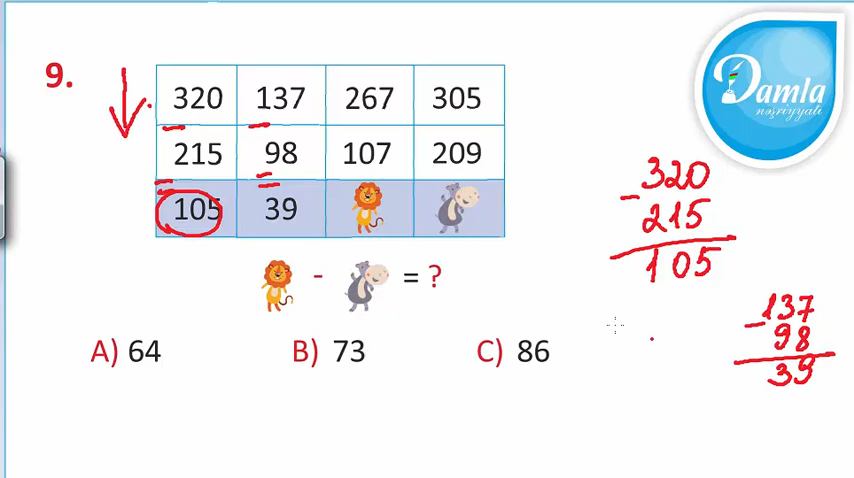 9.
320 137 267 305
215 98 107 209
105 39
- = ?
A) 64 B) 73 C) 86
Damla
nəşriyyatı
320
- 215
105
- 137
98
39